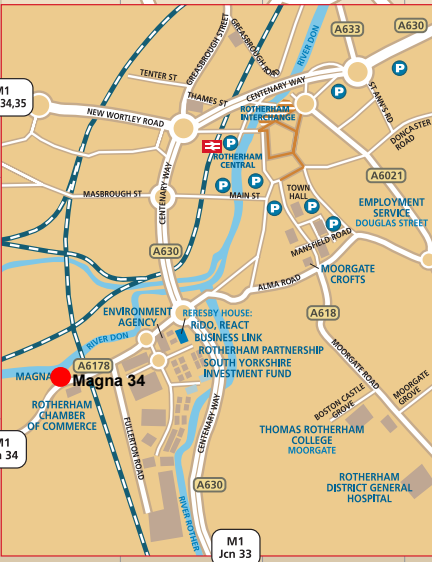 RIVER DON
A633
A630
GREASBROUGH STREET
GREASBROUGH RD
TENTER ST
CENTENARY WAY
P
P
ST.ANN'S RD
M1
34,35
THAMES ST
NEW WORTLEY ROAD
ROTHERHAM
INTERCHANGE
DONCASTER
ROAD
P
ROTHERHAM
CENTRAL
A6021
CENTENARY WAY
P
P
MASBROUGH ST
MAIN ST
TOWN
HALL
P
P
P
EMPLOYMENT
SERVICE
DOUGLAS STREET
MANSFIELD ROAD
A630
MOORGATE
CROFTS
ALMA ROAD
ENVIRONMENT
AGENCY
RERESBY HOUSE:
RiDO, REACT
BUSINESS LINK
A618
RIVER DON
ROTHERHAM PARTNERSHIP
SOUTH YORKSHIRE
INVESTMENT FUND
A6178
MAGNA
Magna 34
MOORGATE ROAD
ROTHERHAM
CHAMBER
OF COMMERCE
BOSTON CASTLE
GROVE
MOORGATE
GROVE
M1
34
FULLERTON ROAD
CENTENARY WAY
THOMAS ROTHERHAM
COLLEGE
MOORGATE
ROTHERHAM
DISTRICT GENERAL
HOSPITAL
A630
RIVER ROTHER
M1
Jcn 33